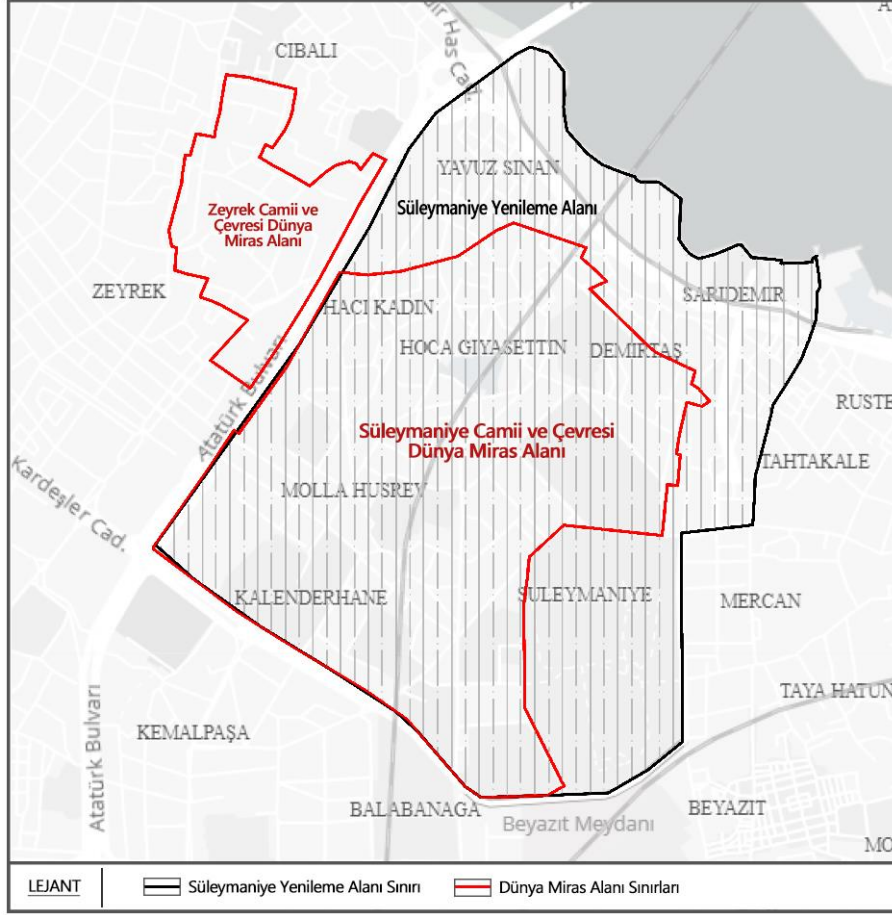 CIBALI
dir Has Cad.
YAVUZ SINAN
Süleymaniye Yenileme Alanı
Zeyrek Camii ve
Çevresi Dünya
Miras Alanı
ZEYREK
HACI KADIN
SARIDEMIR
HOCA GIYASETTIN
DEMIRTAŞ
Atatürk Bulvarı
RUSTE
Süleymaniye Camii ve Çevresi
Dünya Miras Alanı
TAHTAKALE
Kardeşler Cad.
MOLLA HUSREV
KALENDERHANE
SULEYMANIYE
MERCAN
TAYA HATUN
Atatürk Bulvarı
KEMALPAŞA
BALABANAGA
Beyazıt Meydanı
BEYAZIT
MO
LEJANT
Süleymaniye Yenileme Alanı Sınırı
Dünya Miras Alanı Sınırları